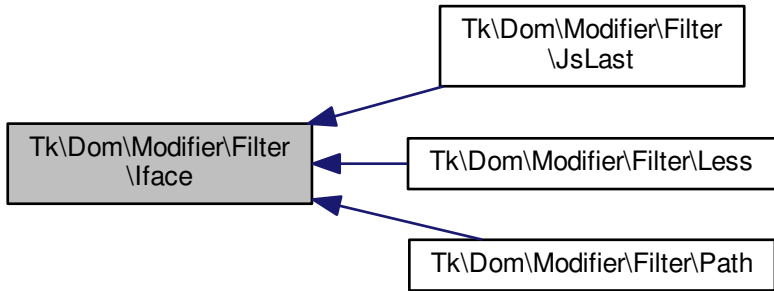 Tk\Dom\Modifier\Filter
\JsLast
Tk\Dom\Modifier\Filter
\Iface
Tk\Dom\Modifier\Filter\Less
Tk\Dom\Modifier\Filter\Path